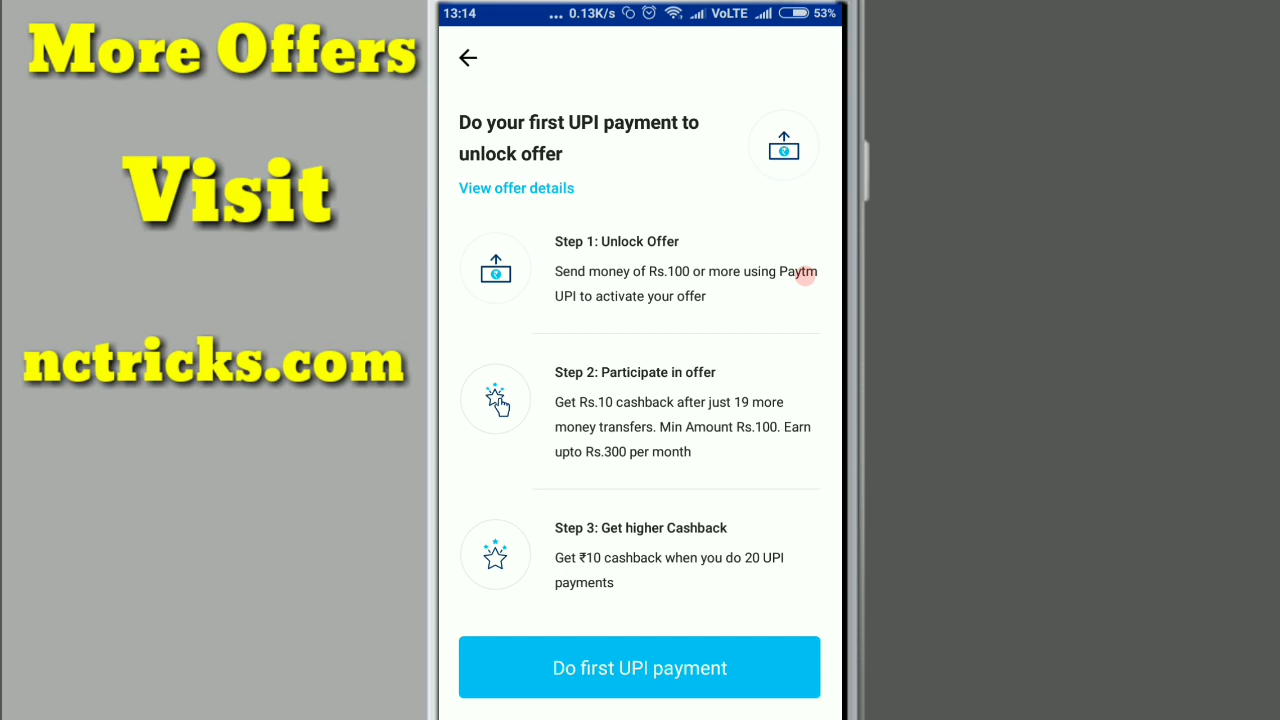 More Offers
Visit
nctricks.com
13:14
... 0.13K/s VoLTE 53%
Do your first UPI payment to
unlock offer
View offer details
Step 1: Unlock Offer
Send money of Rs.100 or more using Paytm
UPI to activate your offer
Step 2: Participate in offer
Get Rs.10 cashback after just 19 more
money transfers. Min Amount Rs.100. Earn
upto Rs.300 per month
Step 3: Get higher Cashback
Get ₹10 cashback when you do 20 UPI
payments
Do first UPI payment